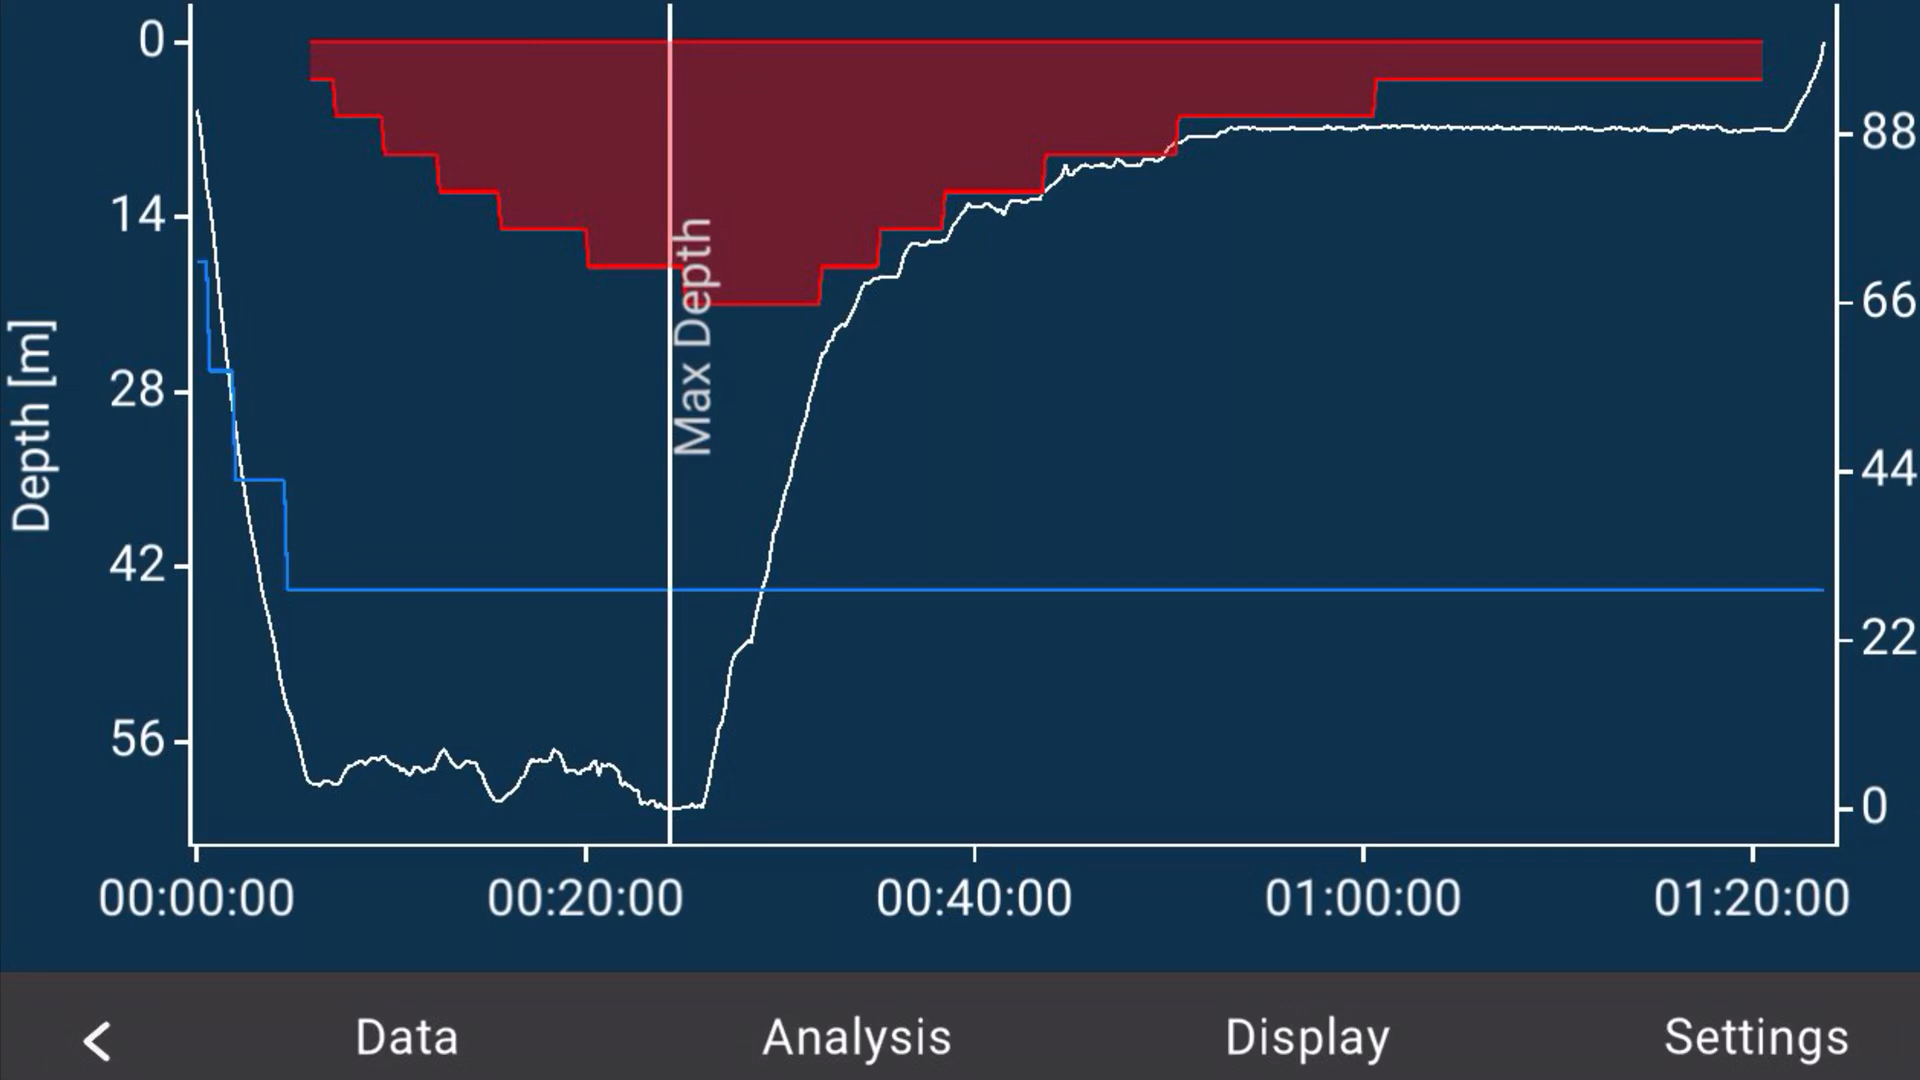 0
14
28
42
56
Depth [m]
Max Depth
88
66
44
22
0
00:00:00 00:20:00 00:40:00 01:00:00 01:20:00
Data Analysis Display Settings